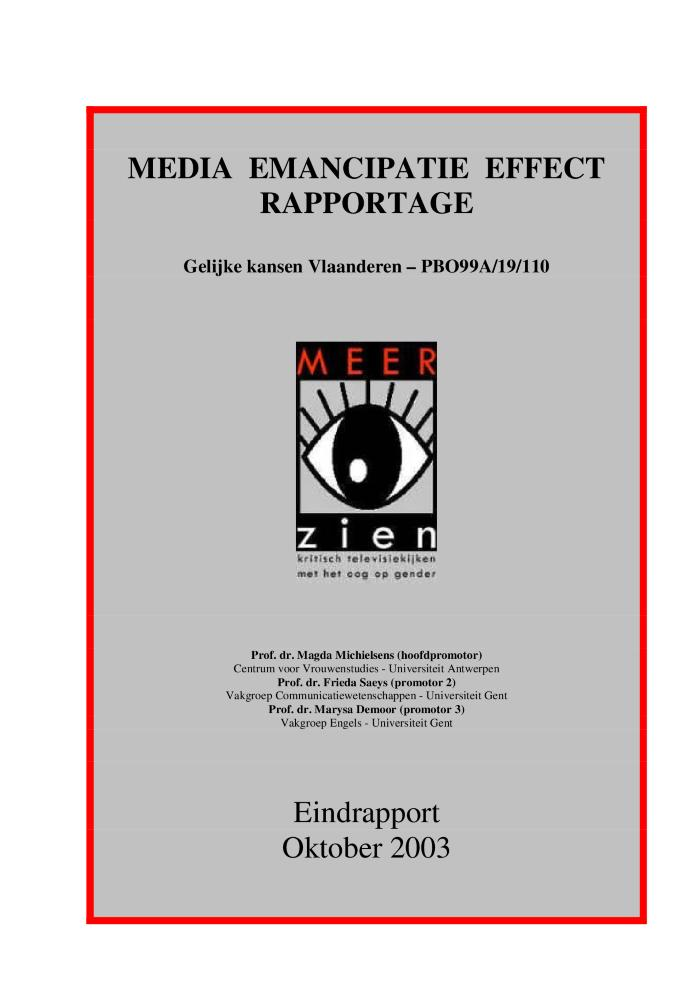 MEDIA EMANCIPATIE EFFECT
RAPPORTAGE
Gelijke kansen Vlaanderen – PBO99A/19/110
MEER
zien
kritisch televisiekijken
met het oog op gender
Prof. dr. Magda Michielsens (hoofdpromotor)
Centrum voor Vrouwenstudies - Universiteit Antwerpen
Prof. dr. Frieda Saeys (promotor 2)
Vakgroep Communicatiewetenschappen - Universiteit Gent
Prof. dr. Marysa Demoor (promotor 3)
Vakgroep Engels - Universiteit Gent
Eindrapport
Oktober 2003